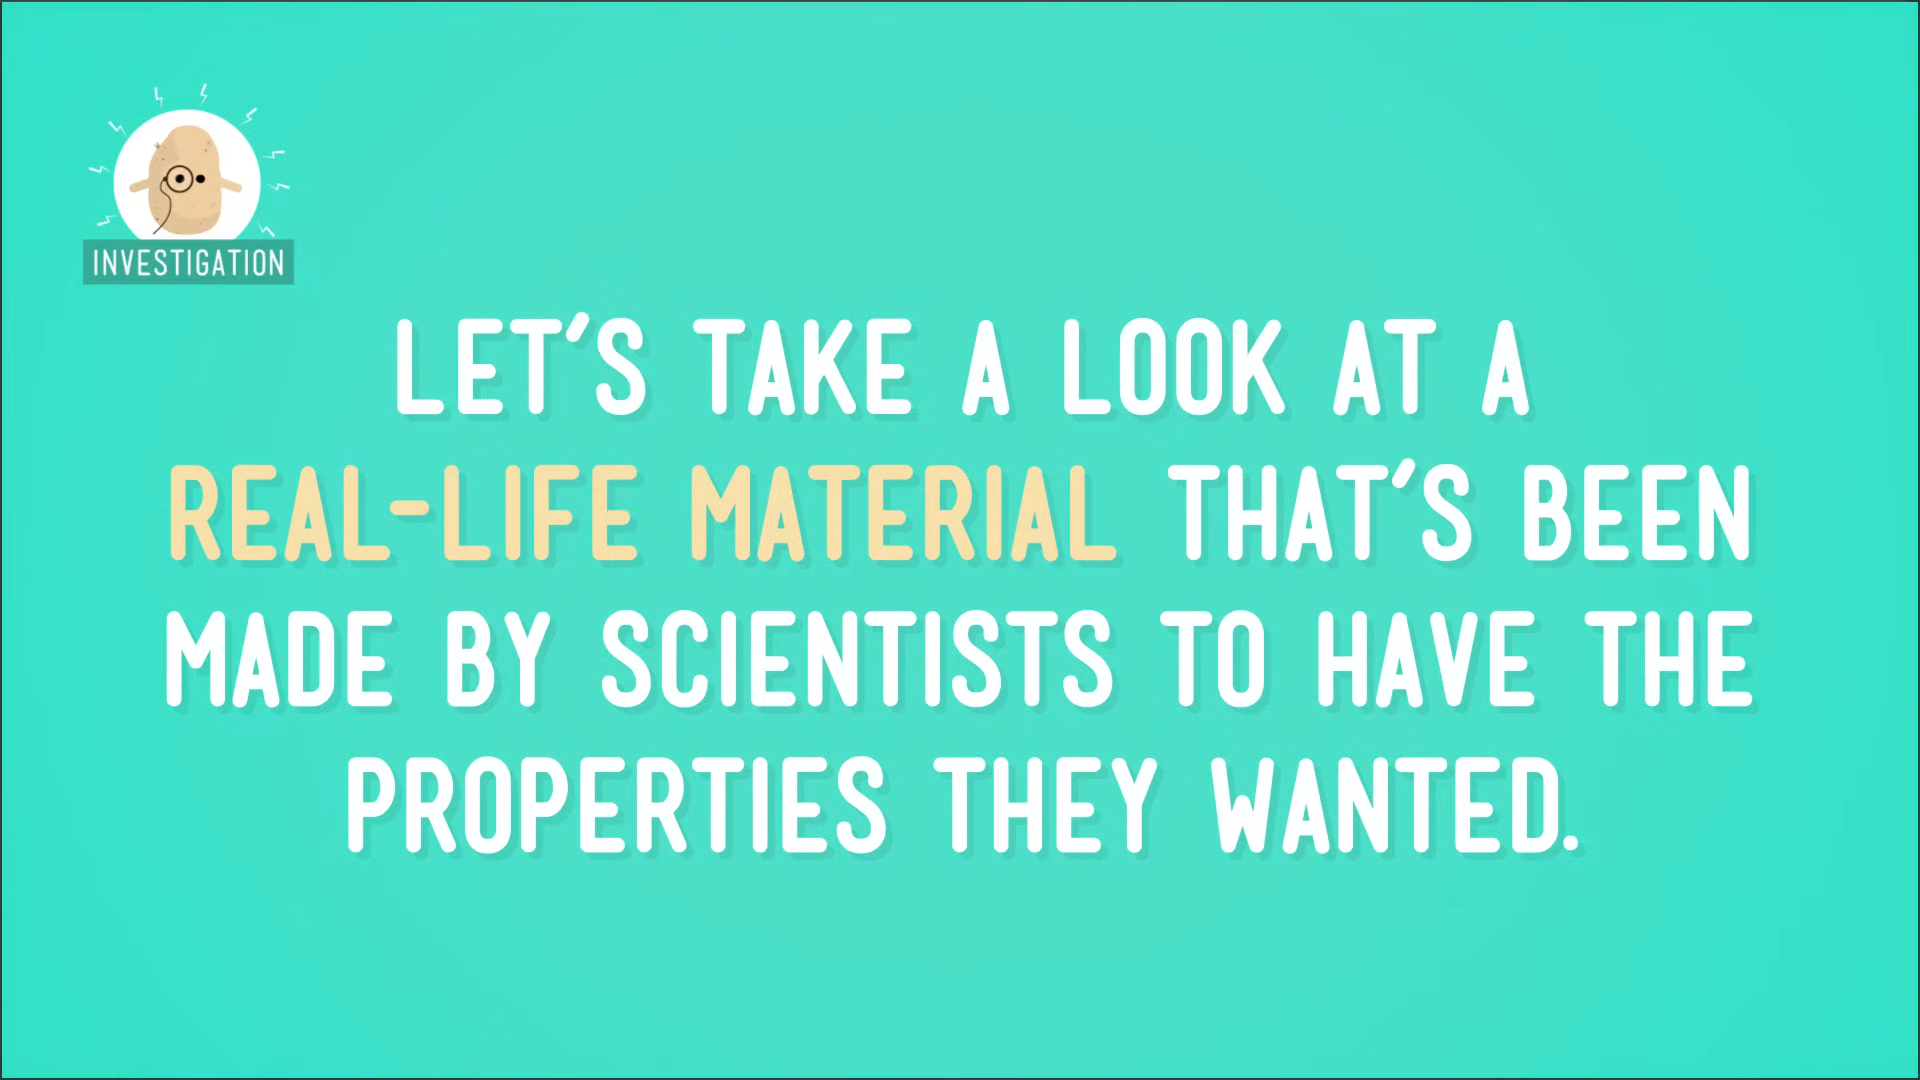 INVESTIGATION
LET'S TAKE A LOOK AT A
REAL-LIFE MATERIAL THAT'S BEEN
MADE BY SCIENTISTS TO HAVE THE
PROPERTIES THEY WANTED.